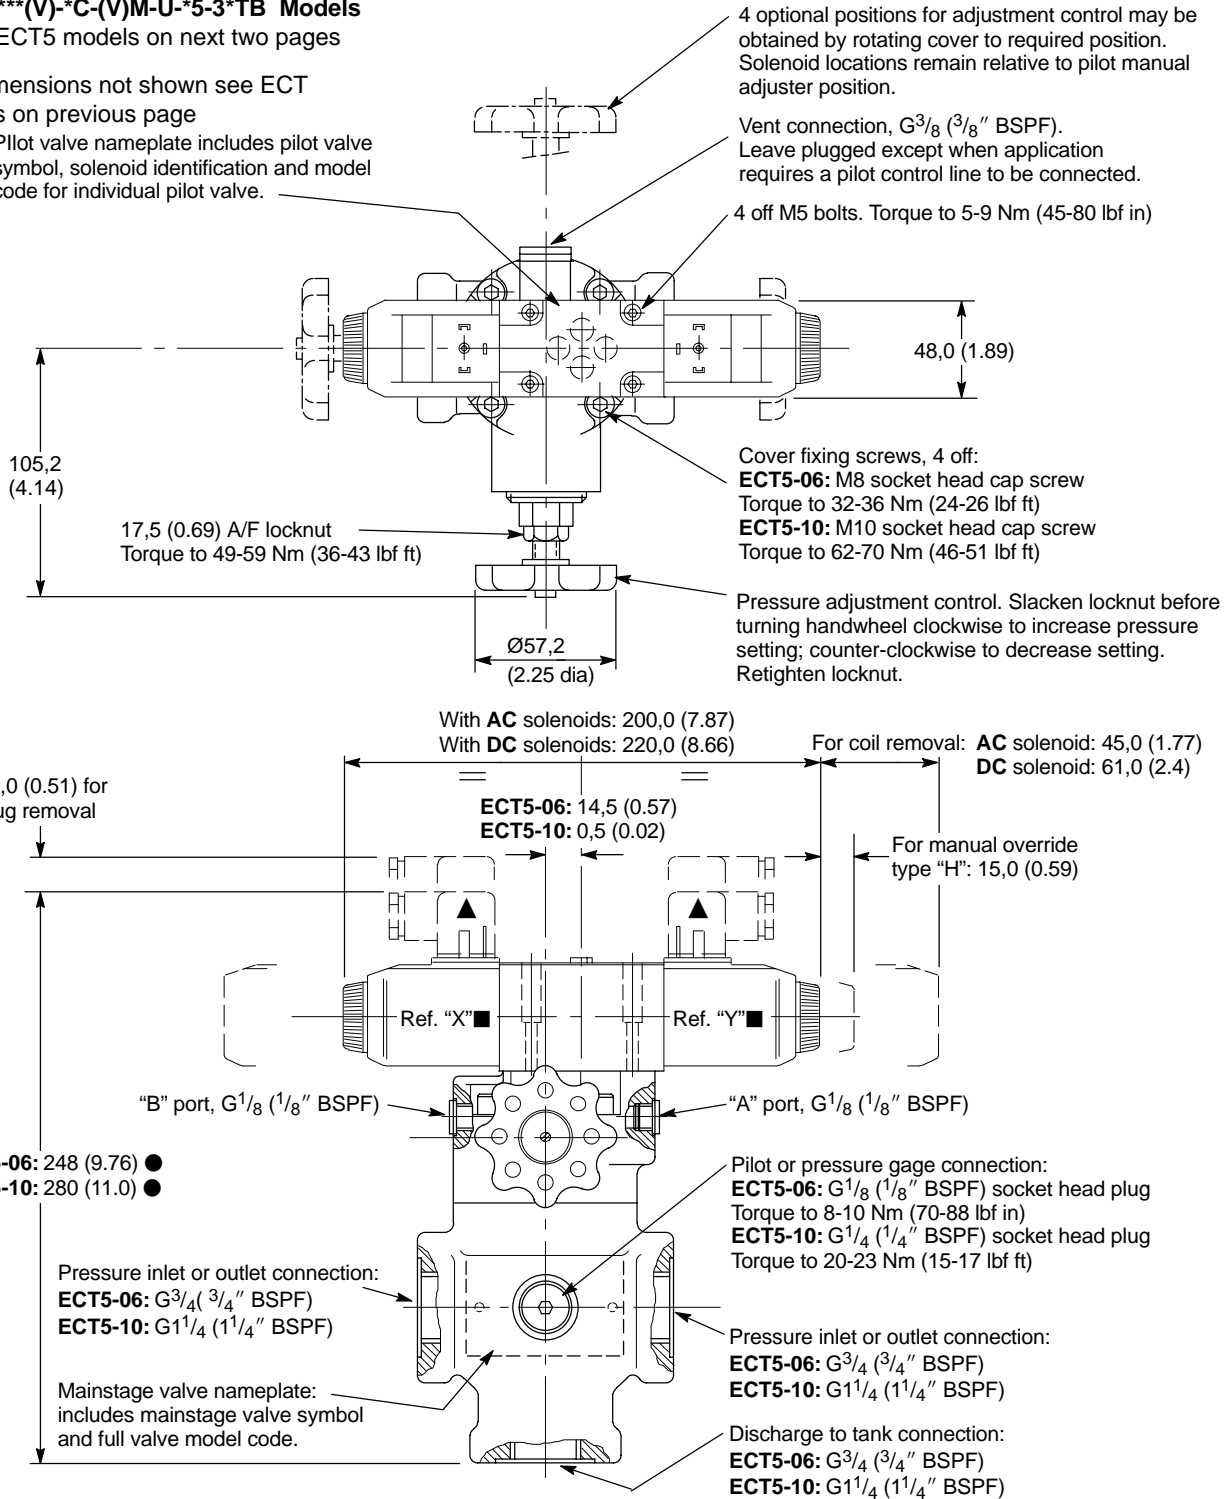 ***(V)-*C-(V)M-U-*5-3*TB Models
ECT5 models on next two pages
mensions not shown see ECT
s on previous page
PIlot valve nameplate includes pilot valve
symbol, solenoid identification and model
code for individual pilot valve.
4 optional positions for adjustment control may be
obtained by rotating cover to required position.
Solenoid locations remain relative to pilot manual
adjuster position.
Vent connection, G3/8 (3/8″ BSPF).
Leave plugged except when application
requires a pilot control line to be connected.
4 off M5 bolts. Torque to 5-9 Nm (45-80 lbf in)
48,0 (1.89)
105,2
(4.14)
17,5 (0.69) A/F locknut
Torque to 49-59 Nm (36-43 lbf ft)
Cover fixing screws, 4 off:
ECT5-06: M8 socket head cap screw
Torque to 32-36 Nm (24-26 lbf ft)
ECT5-10: M10 socket head cap screw
Torque to 62-70 Nm (46-51 lbf ft)
Pressure adjustment control. Slacken locknut before
turning handwheel clockwise to increase pressure
setting; counter-clockwise to decrease setting.
Retighten locknut.
Ø57,2
(2.25 dia)
With AC solenoids: 200,0 (7.87)
With DC solenoids: 220,0 (8.66)
For coil removal: AC solenoid: 45,0 (1.77)
DC solenoid: 61,0 (2.4)
,0 (0.51) for
ug removal
ECT5-06: 14,5 (0.57)
ECT5-10: 0,5 (0.02)
For manual override
type “H”: 15,0 (0.59)
▲
▲
Ref. “X”■
Ref. “Y”■
“B” port, G1/8 (1/8″ BSPF)
“A” port, G1/8 (1/8″ BSPF)
-06: 248 (9.76) ●
-10: 280 (11.0) ●
Pilot or pressure gage connection:
ECT5-06: G1/8 (1/8″ BSPF) socket head plug
Torque to 8-10 Nm (70-88 lbf in)
ECT5-10: G1/4 (1/4″ BSPF) socket head plug
Torque to 20-23 Nm (15-17 lbf ft)
Pressure inlet or outlet connection:
ECT5-06: G3/4( 3/4″ BSPF)
ECT5-10: G11/4 (11/4″ BSPF)
Pressure inlet or outlet connection:
ECT5-06: G3/4 (3/4″ BSPF)
ECT5-10: G11/4 (11/4″ BSPF)
Mainstage valve nameplate:
includes mainstage valve symbol
and full valve model code.
Discharge to tank connection:
ECT5-06: G3/4 (3/4″ BSPF)
ECT5-10: G11/4 (11/4″ BSPF)